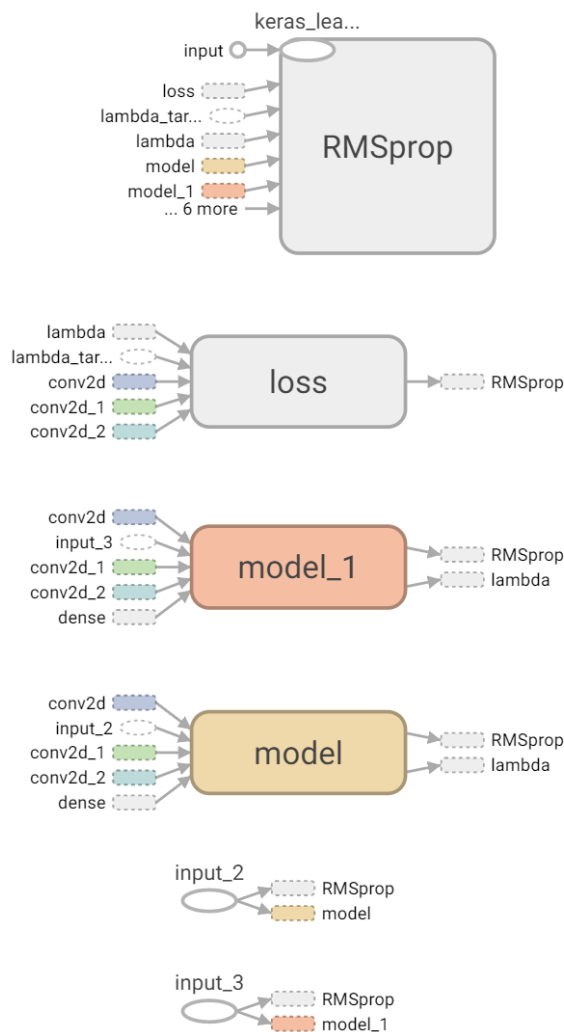 keras_lea...
input
loss
lambda_tar...
lambda
model
model_1
... 6 more
RMSprop
lambda
lambda_tar...
conv2d
conv2d_1
conv2d_2
loss
RMSprop
conv2d
input_3
conv2d_1
conv2d_2
dense
model_1
RMSprop
lambda
conv2d
input_2
conv2d_1
conv2d_2
dense
model
RMSprop
lambda
input_2
RMSprop
model
input_3
RMSprop
model_1